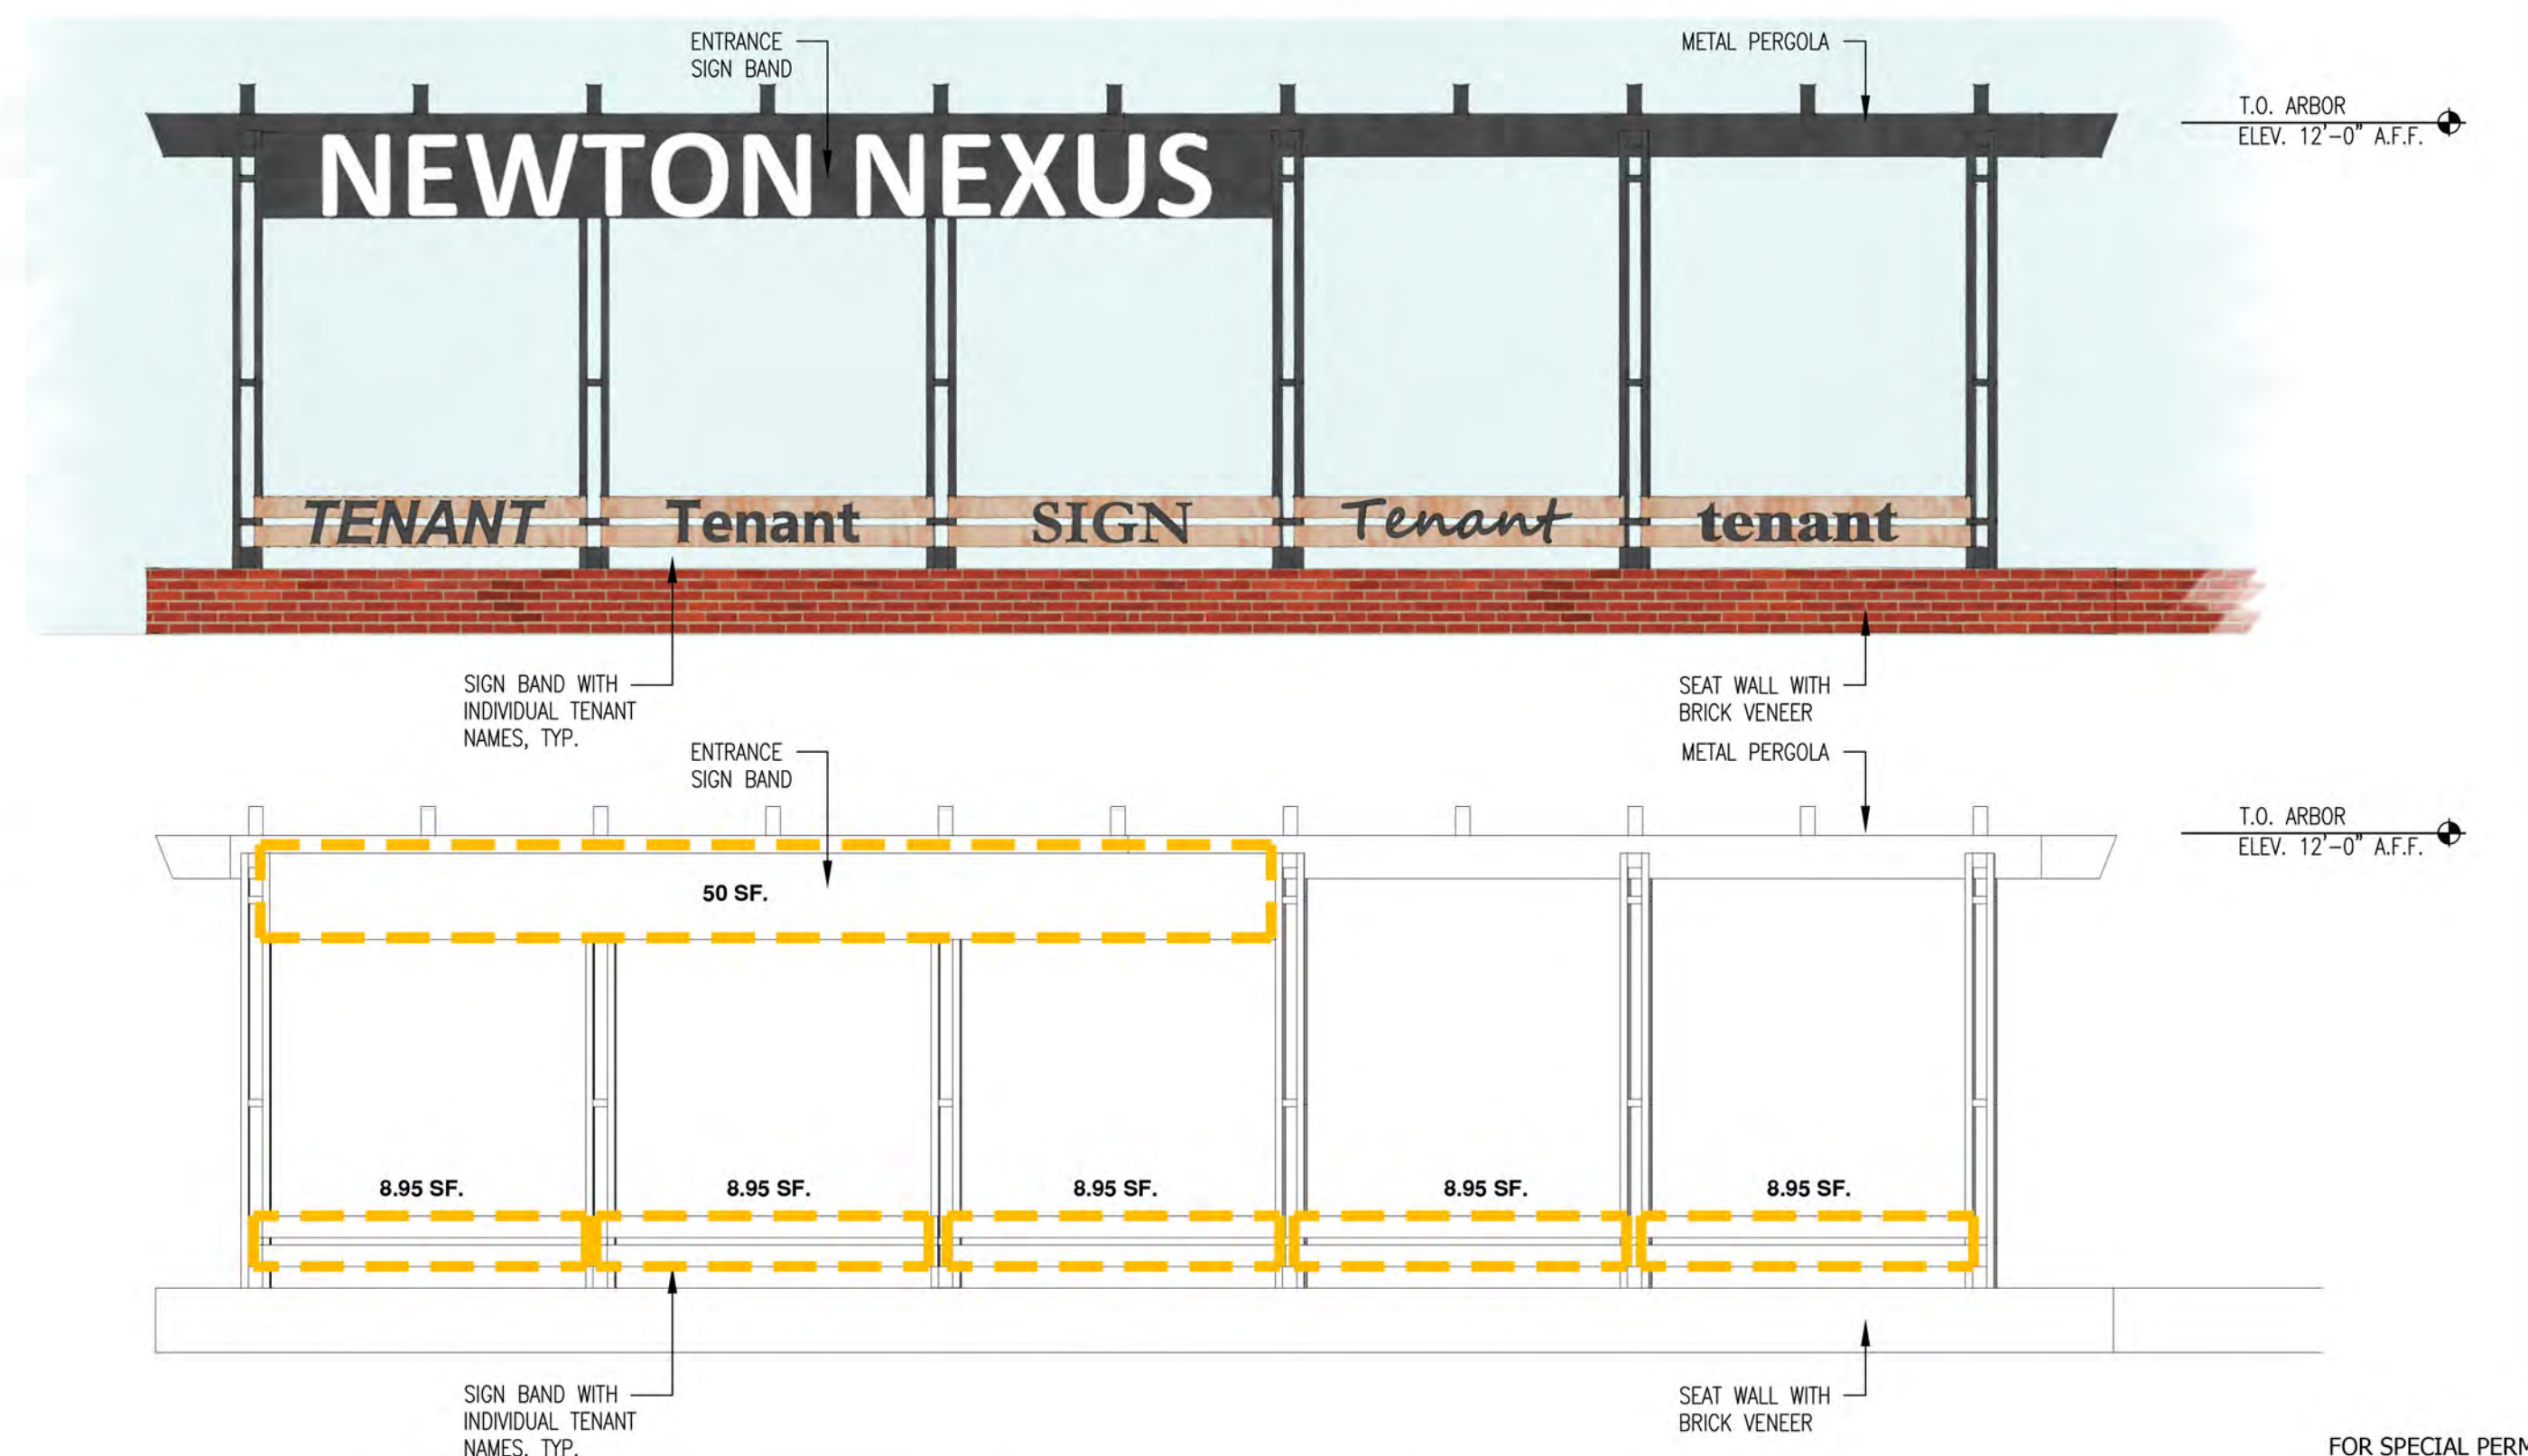 ENTRANCE
SIGN BAND
METAL PERGOLA
T.O. ARBOR
ELEV. 12'-0" A.F.F.
NEWTON NEXUS
TENANT
Tenant
SIGN
Tenant
tenant
SIGN BAND WITH
INDIVIDUAL TENANT
NAMES, TYP.
SEAT WALL WITH
BRICK VENEER
ENTRANCE
SIGN BAND
METAL PERGOLA
T.O. ARBOR
ELEV. 12'-0" A.F.F.
50 SF.
8.95 SF.
8.95 SF.
8.95 SF.
8.95 SF.
8.95 SF.
SIGN BAND WITH
INDIVIDUAL TENANT
NAMES, TYP.
SEAT WALL WITH
BRICK VENEER
FOR SPECIAL